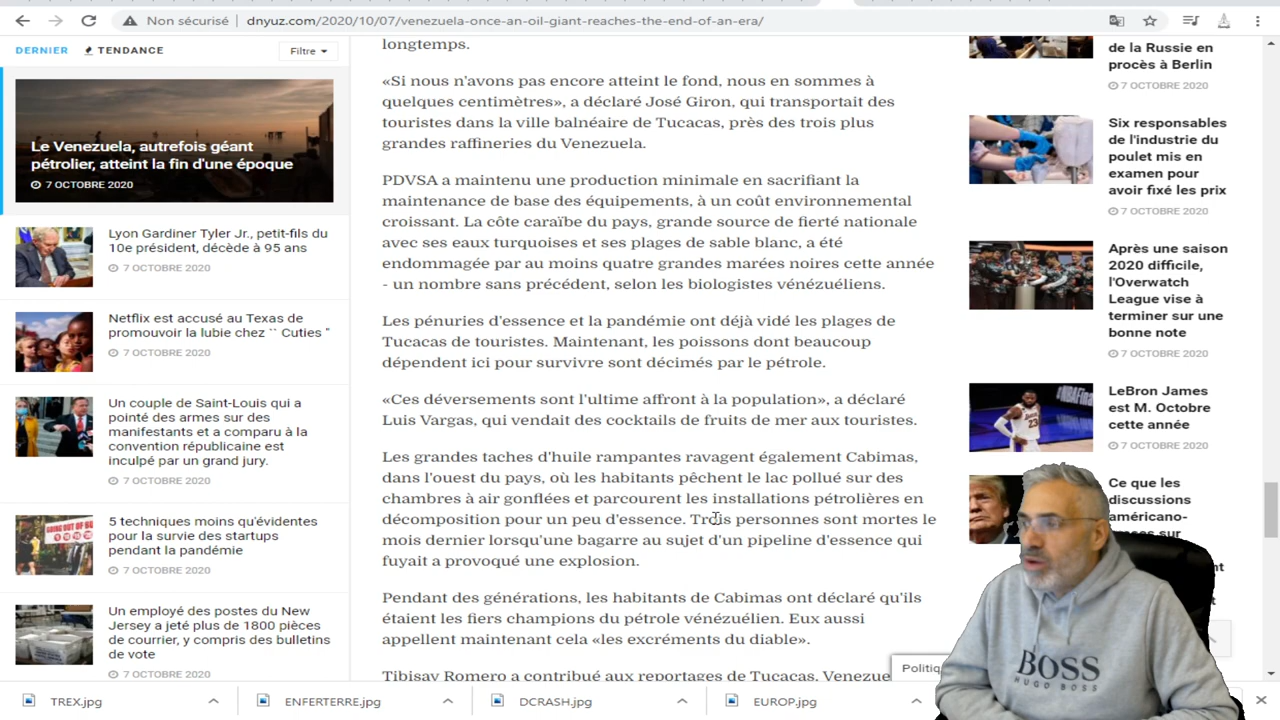 Non sécurisé
dnyuz.com/2020/10/07/venezuela-once-an-oil-giant-reaches-the-end-of-an-era/
DERNIER
TENDANCE
Filtre
Le Venezuela, autrefois géant
pétrolier, atteint la fin d'une époque
7 OCTOBRE 2020
Lyon Gardiner Tyler Jr., petit-fils du
10e président, décède à 95 ans
7 OCTOBRE 2020
Netflix est accusé au Texas de
promouvoir la lubie chez `` Cuties "
7 OCTOBRE 2020
Un couple de Saint-Louis qui a
pointé des armes sur des
manifestants et a comparu à la
convention républicaine est
inculpé par un grand jury.
7 OCTOBRE 2020
5 techniques moins qu'évidentes
pour la survie des startups
pendant la pandémie
7 OCTOBRE 2020
Un employé des postes du New
Jersey a jeté plus de 1800 pièces
de courrier, y compris des bulletins
de vote
7 OCTOBRE 2020
longtemps.
«Si nous n'avons pas encore atteint le fond, nous en sommes à
quelques centimètres», a déclaré José Giron, qui transportait des
touristes dans la ville balnéaire de Tucacas, près des trois plus
grandes raffineries du Venezuela.
PDVSA a maintenu une production minimale en sacrifiant la
maintenance de base des équipements, à un coût environnemental
croissant. La côte caraïbe du pays, grande source de fierté nationale
avec ses eaux turquoises et ses plages de sable blanc, a été
endommagée par au moins quatre grandes marées noires cette année
- un nombre sans précédent, selon les biologistes vénézuéliens.
Les pénuries d'essence et la pandémie ont déjà vidé les plages de
Tucacas de touristes. Maintenant, les poissons dont beaucoup
dépendent ici pour survivre sont décimés par le pétrole.
«Ces déversements sont l'ultime affront à la population», a déclaré
Luis Vargas, qui vendait des cocktails de fruits de mer aux touristes.
Les grandes taches d'huile rampantes ravagent également Cabimas,
dans l'ouest du pays, où les habitants pêchent le lac pollué sur des
chambres à air gonflées et parcourent les installations pétrolières en
décomposition pour un peu d'essence. Trois personnes sont mortes le
mois dernier lorsqu'une bagarre au sujet d'un pipeline d'essence qui
fuyait a provoqué une explosion.
Pendant des générations, les habitants de Cabimas ont déclaré qu'ils
étaient les fiers champions du pétrole vénézuélien. Eux aussi
appellent maintenant cela «les excréments du diable».
Tibisay Romero a contribué aux reportages de Tucacas, Venezue
de la Russie en
procès à Berlin
7 OCTOBRE 2020
Six responsables
de l'industrie du
poulet mis en
examen pour
avoir fixé les prix
7 OCTOBRE 2020
Après une saison
2020 difficile,
l'Overwatch
League vise à
terminer sur une
bonne note
7 OCTOBRE 2020
LeBron James
est M. Octobre
cette année
7 OCTOBRE 2020
Ce que les
discussions
américano-
Politiq
BOSS
HUGO BOSS
TREX.jpg
ENFERTERRE.jpg
DCRASH.jpg
EUROP.jpg